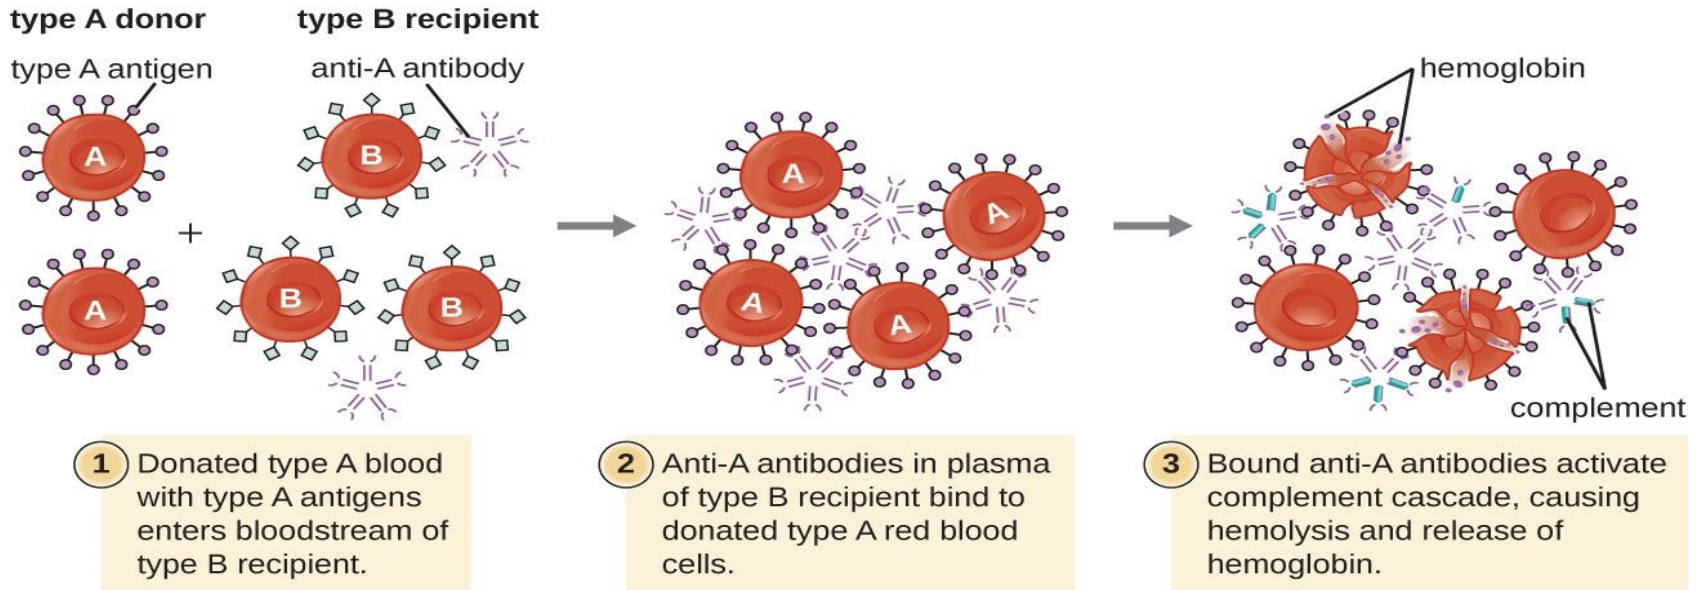 type A donor
type B recipient
type A antigen
anti-A antibody
A
B
+
A
B
B
A
A
A
A
hemoglobin
complement
1 Donated type A blood
with type A antigens
enters bloodstream of
type B recipient.
2 Anti-A antibodies in plasma
of type B recipient bind to
donated type A red blood
cells.
3 Bound anti-A antibodies activate
complement cascade, causing
hemolysis and release of
hemoglobin.